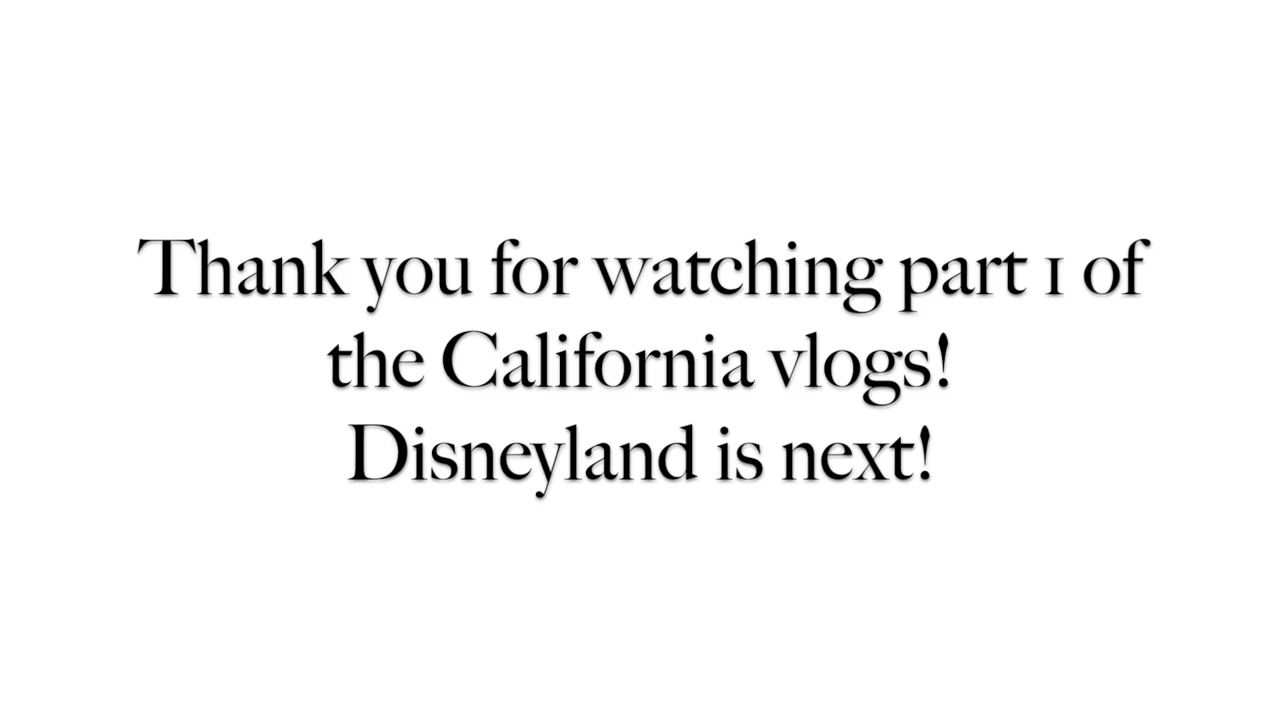 Thank you for watching part 1 of
the California vlogs!
Disneyland is next!